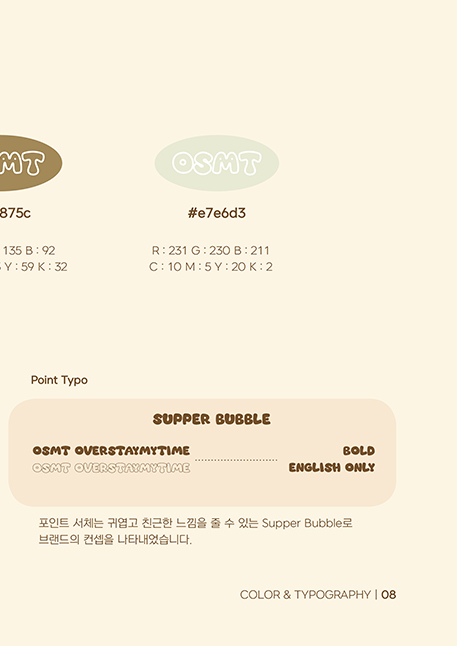 MT
OSMT
875c
#e7e6d3
135 B : 92
R : 231 G : 230 B : 211
Y : 59 K : 32
C : 10 M : 5 Y : 20 K : 2
Point Typo
SUPPER BUBBLE
OSMT OVERSTAYMYTIME
BOLD
OSMT OVERSTAYMYTIME
ENGLISH ONLY
포인트 서체는 귀엽고 친근한 느낌을 줄 수 있는 Supper Bubble로
브랜드의 컨셉을 나타내었습니다.
COLOR & TYPOGRAPHY | 08